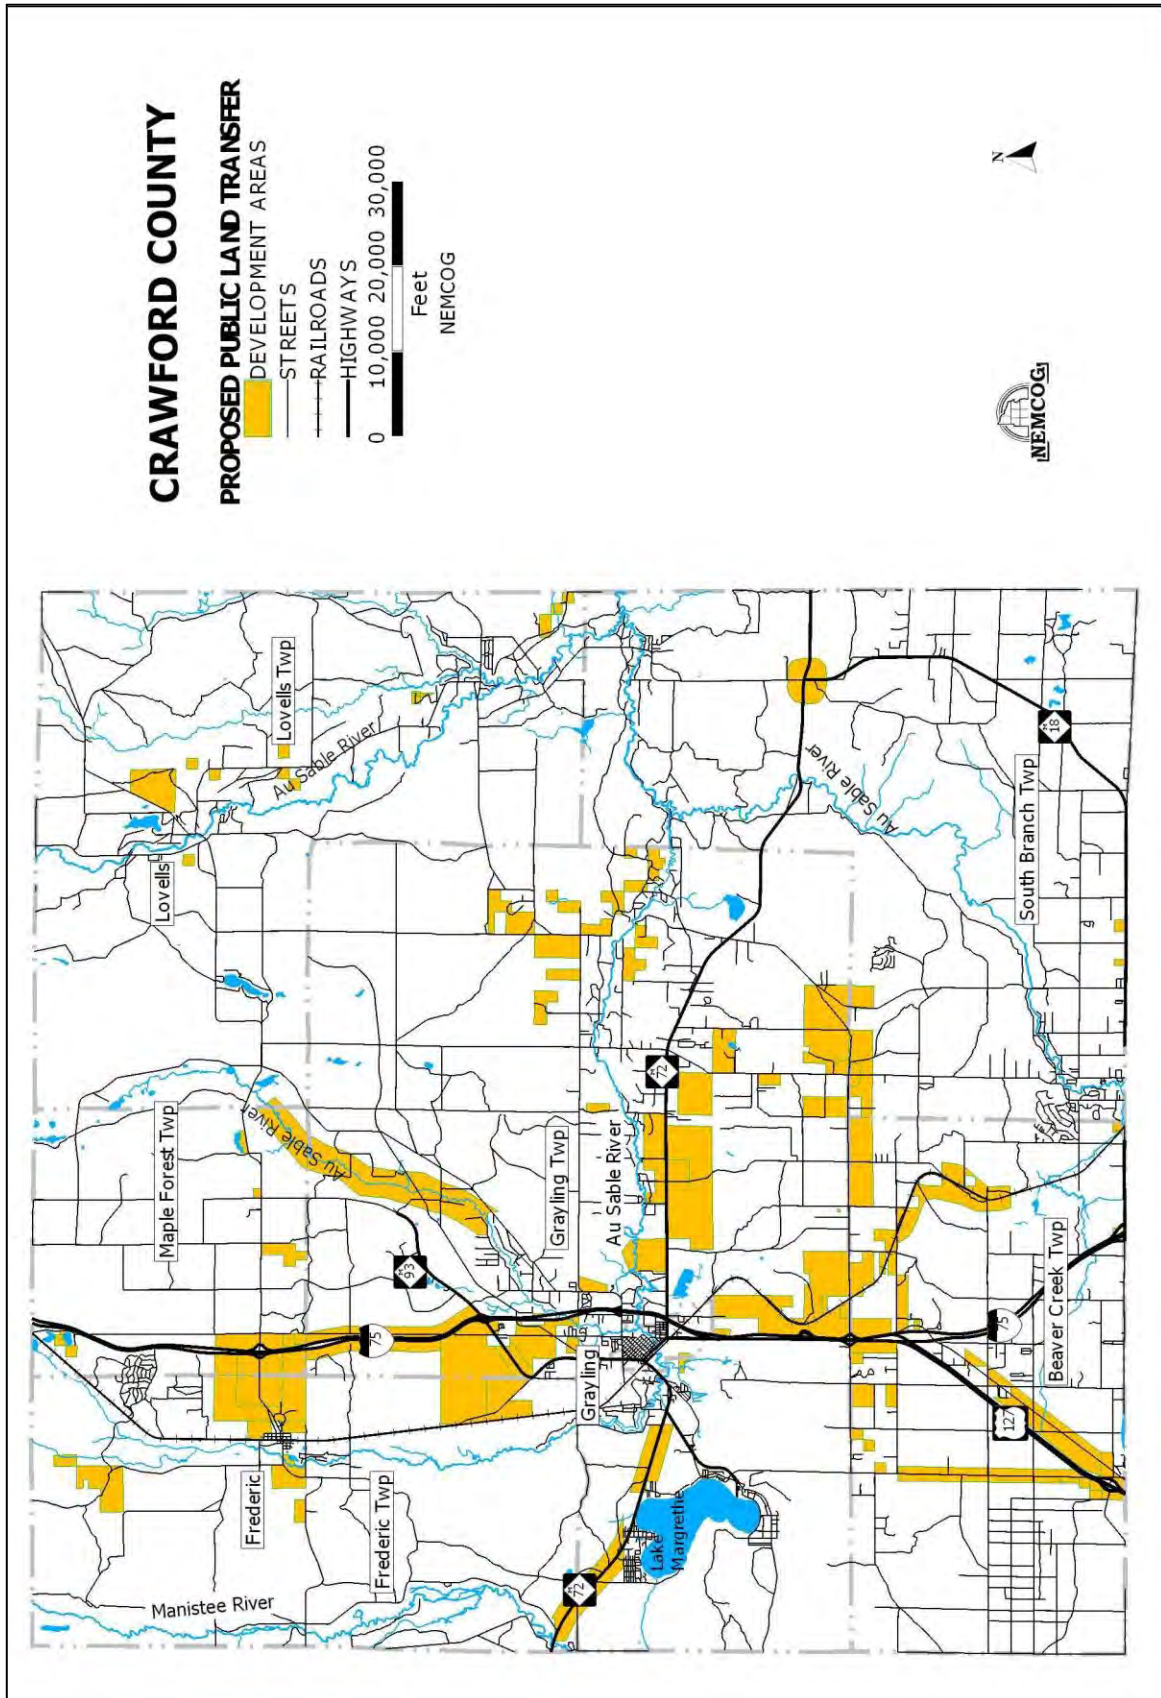 CRAWFORD COUNTY
PROPOSED PUBLIC LAND TRANSFER
DEVELOPMENT AREAS
STREETS
RAILROADS
HIGHWAYS
0 10,000 20,000 30,000
Feet
NEMCOG
N
NEMCOG
Lovells
Lovells Twp
Au Sable River
Maple Forest Twp
Au Sable River
Frederic
Frederic Twp
Manistee River
M 93
75
Grayling Twp
Grayling
Au Sable River
M 72
M 72
Lake
Margrethe
Au Sable River
South Branch Twp
M 18
Beaver Creek Twp
75
127